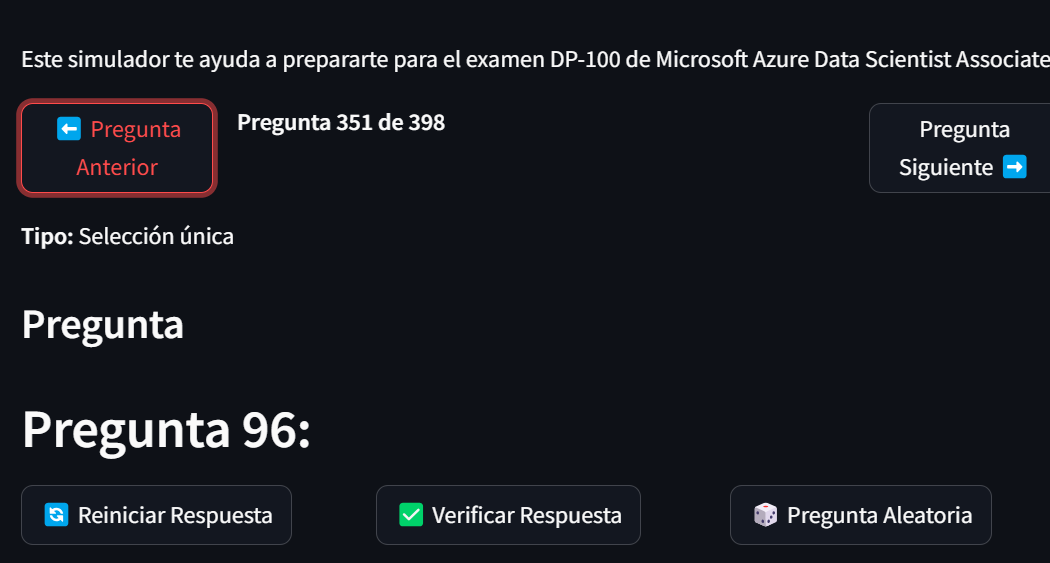 Este simulador te ayuda a prepararte para el examen DP-100 de Microsoft Azure Data Scientist Associate
Pregunta Anterior
Pregunta 351 de 398
Pregunta Siguiente
Tipo: Selección única
Pregunta
Pregunta 96:
Reiniciar Respuesta
Verificar Respuesta
Pregunta Aleatoria